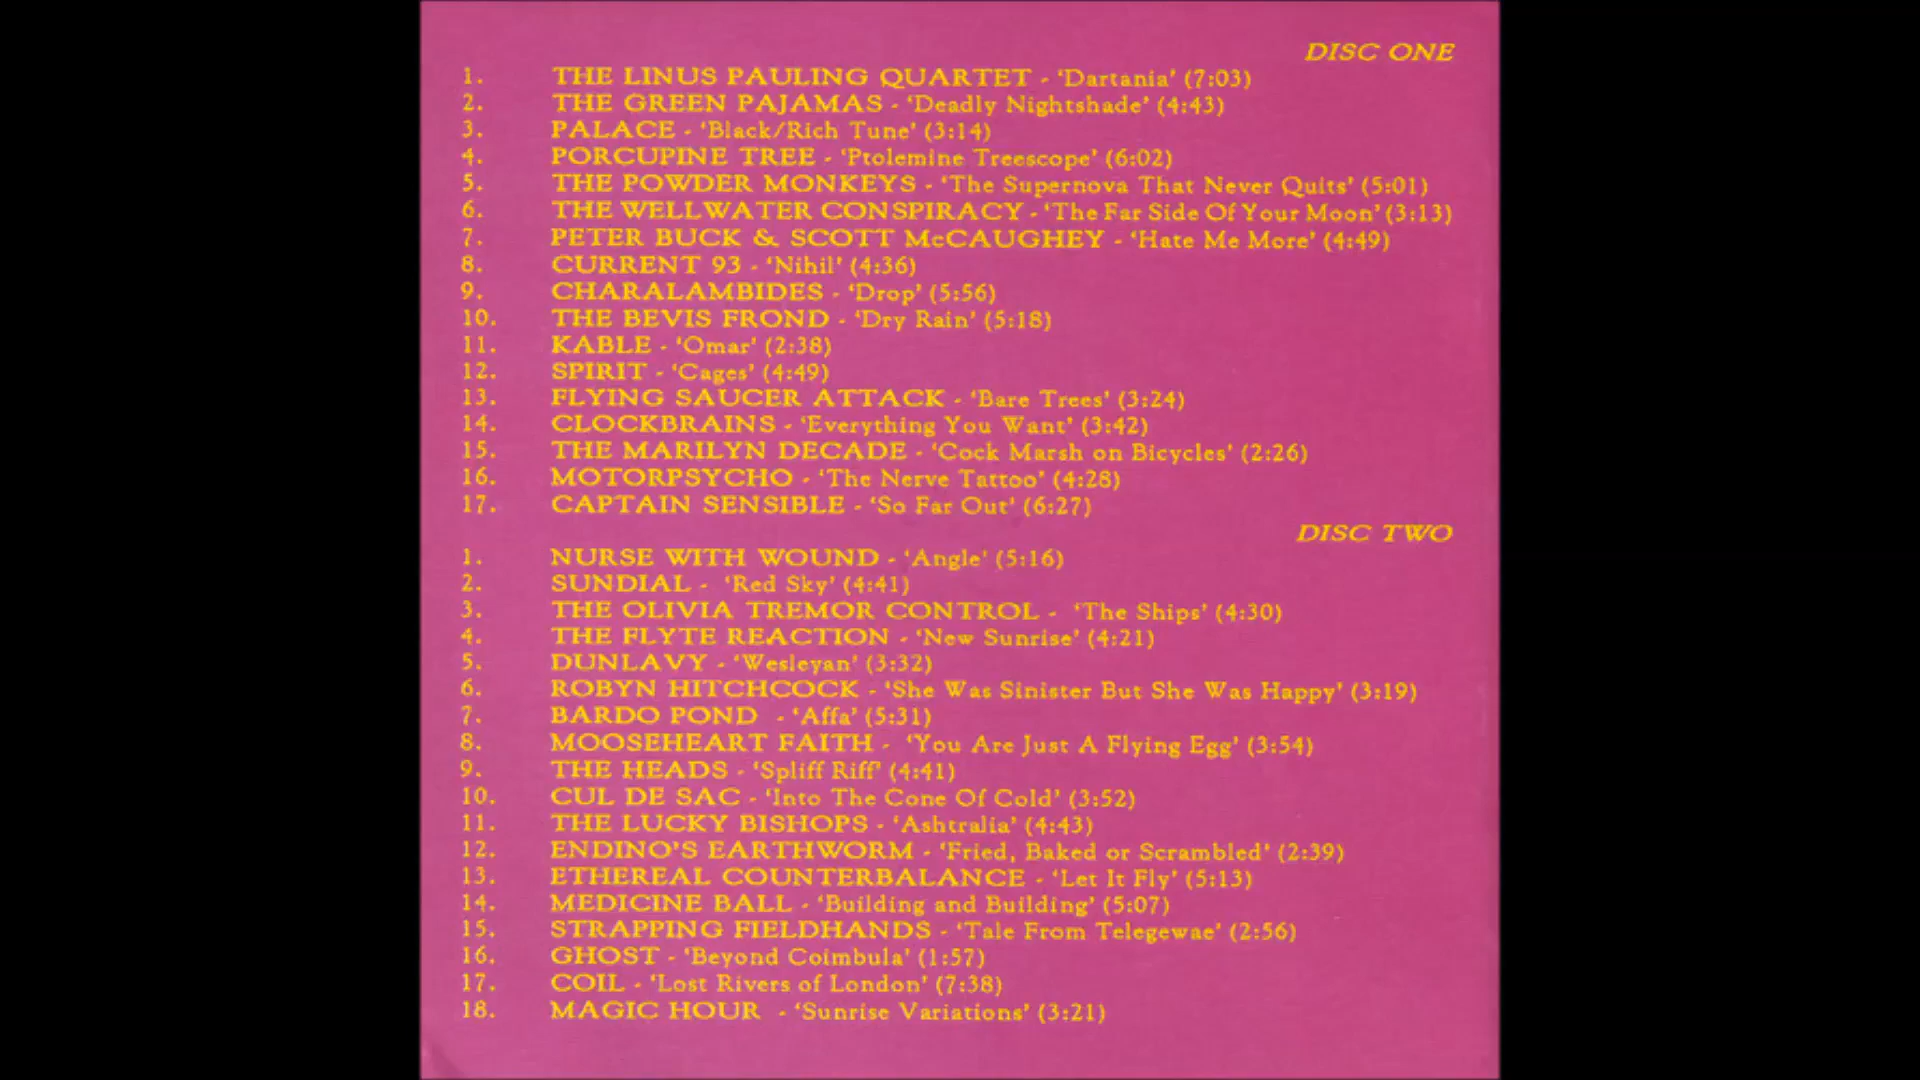 DISC ONE
1. THE LINUS PAULING QUARTET - ‘Dartania’ (7:03)
2. THE GREEN PAJAMAS - ‘Deadly Nightshade’ (4:43)
3. PALACE - ‘Black/Rich Tune’ (3:14)
4. PORCUPINE TREE - ‘Ptolemine Treescope’ (6:02)
5. THE POWDER MONKEYS - ‘The Supernova That Never Quits’ (5:01)
6. THE WELLWATER CONSPIRACY - ‘The Far Side Of Your Moon’ (3:13)
7. PETER BUCK & SCOTT McCAUGHEY - ‘Hate Me More’ (4:49)
8. CURRENT 93 - ‘Nihil’ (4:36)
9. CHARALAMBIDES - ‘Drop’ (5:56)
10. THE BEVIS FROND - ‘Dry Rain’ (5:18)
11. KABLE - ‘Omar’ (2:38)
12. SPIRIT - ‘Cages’ (4:49)
13. FLYING SAUCER ATTACK - ‘Bare Trees’ (3:24)
14. CLOCKBRAINS - ‘Everything You Want’ (3:42)
15. THE MARILYN DECADE - ‘Cock Marsh on Bicycles’ (2:26)
16. MOTORPSYCHO - ‘The Nerve Tattoo’ (4:28)
17. CAPTAIN SENSIBLE - ‘So Far Out’ (6:27)
DISC TWO
1. NURSE WITH WOUND - ‘Angle’ (5:16)
2. SUNDIAL - ‘Red Sky’ (4:41)
3. THE OLIVIA TREMOR CONTROL - ‘The Ships’ (4:30)
4. THE FLYTE REACTION - ‘New Sunrise’ (4:21)
5. DUNLAVY - ‘Wesleyan’ (3:32)
6. ROBYN HITCHCOCK - ‘She Was Sinister But She Was Happy’ (3:19)
7. BARDO POND - ‘Affa’ (5:31)
8. MOOSEHEART FAITH - ‘You Are Just A Flying Egg’ (3:54)
9. THE HEADS - ‘Spliff Riff’ (4:41)
10. CUL DE SAC - ‘Into The Cone Of Cold’ (3:52)
11. THE LUCKY BISHOPS - ‘Ashtralia’ (4:43)
12. ENDINO’S EARTHWORM - ‘Fried, Baked or Scrambled’ (2:39)
13. ETHEREAL COUNTERBALANCE - ‘Let It Fly’ (5:13)
14. MEDICINE BALL - ‘Building and Building’ (5:07)
15. STRAPPING FIELDHANDS - ‘Tale From Telegewae’ (2:56)
16. GHOST - ‘Beyond Coimbula’ (1:57)
17. COIL - ‘Lost Rivers of London’ (7:38)
18. MAGIC HOUR - ‘Sunrise Variations’ (3:21)